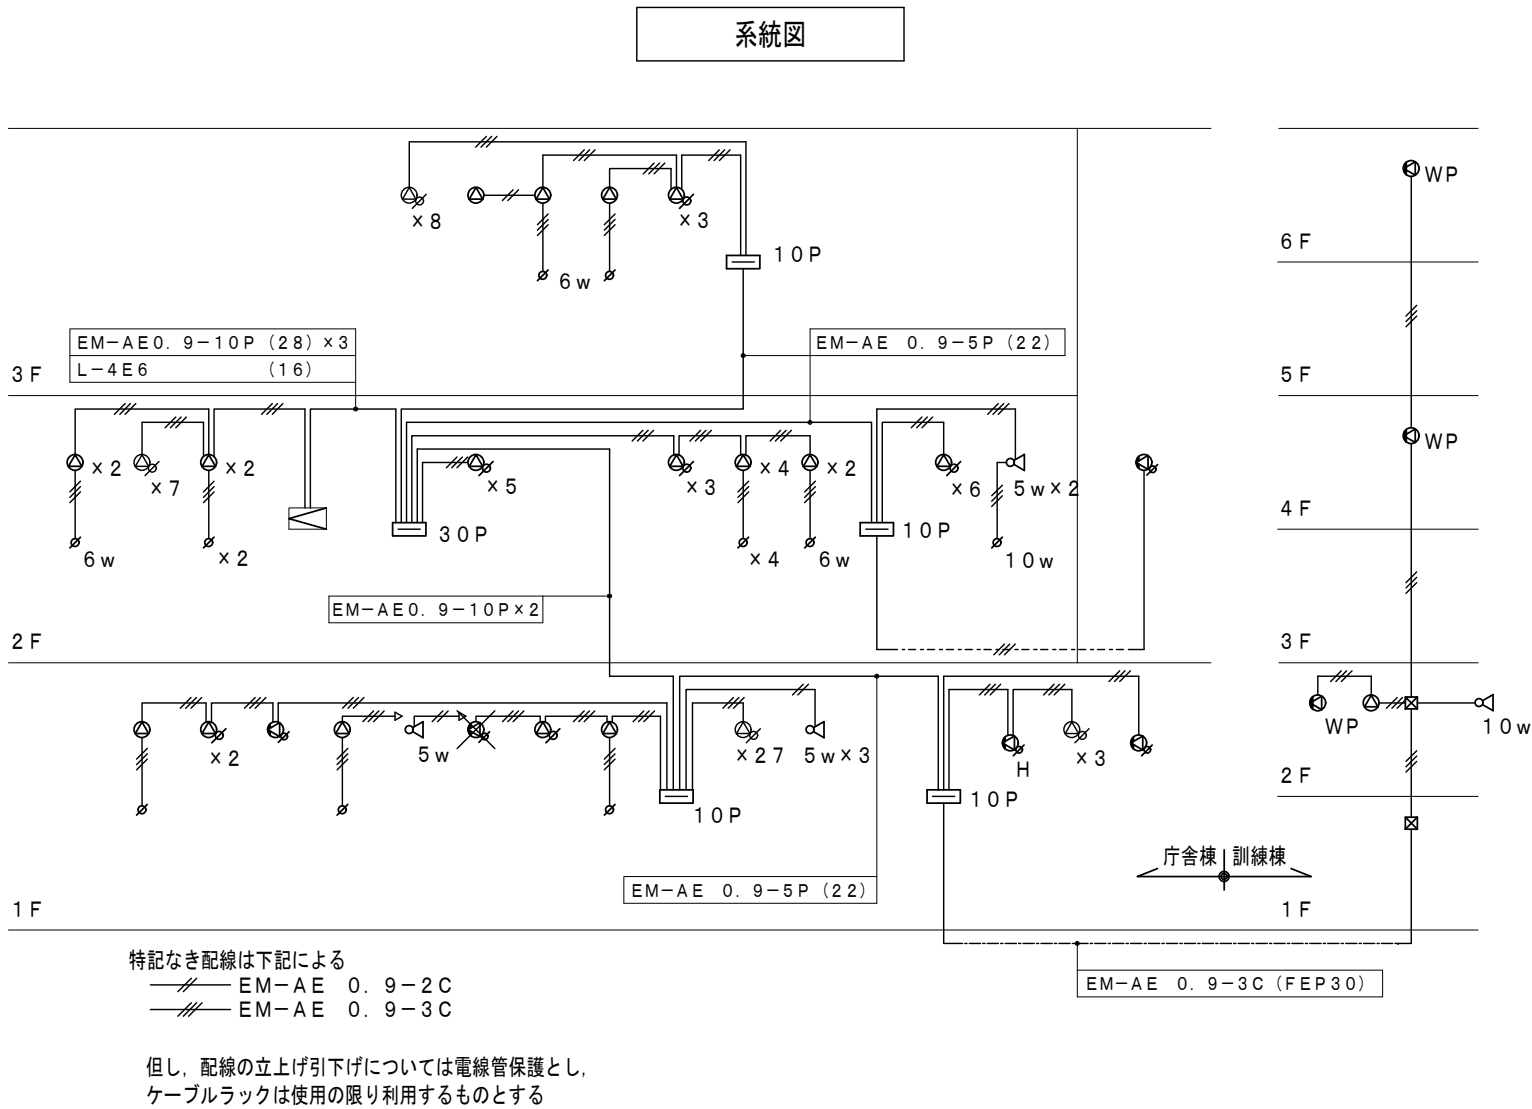 系統図
WP
×8
×3
10P
6F
6w
EM-AE0.9-10P(28)×3
L-4E6 (16)
EM-AE 0.9-5P(22)
3F
5F
×2
×7
×2
×5
×3
×4
×2
×6
5w×2
WP
30P
10P
4F
6w
×2
×4
6w
10w
EM-AE0.9-10P×2
2F
3F
×2
5w
×27
5w×3
H
×3
WP
10w
10P
10P
2F
庁舎棟 訓練棟
EM-AE 0.9-5P(22)
1F
1F
特記なき配線は下記による
EM-AE 0.9-2C
EM-AE 0.9-3C
EM-AE 0.9-3C(FEP30)
但し,配線の立上げ引下げについては電線管保護とし,
ケーブルラックは使用の限り利用するものとする